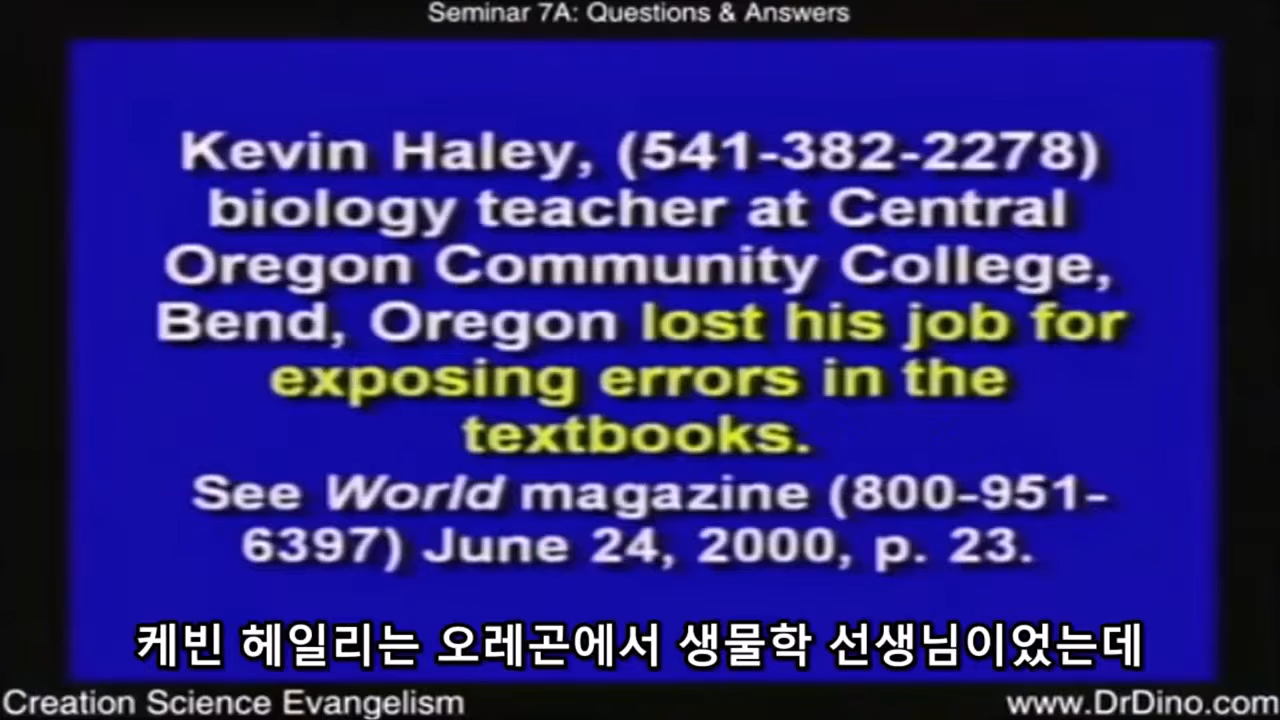 Seminar 7A: Questions & Answers
Kevin Haley, (541-382-2278)
biology teacher at Central
Oregon Community College,
Bend, Oregon lost his job for
exposing errors in the
textbooks.
See World magazine (800-951-
6397) June 24, 2000, p. 23.
케빈 헤일리는 오레곤에서 생물학 선생님이었는데
Creation Science Evangelism
www.DrDino.com